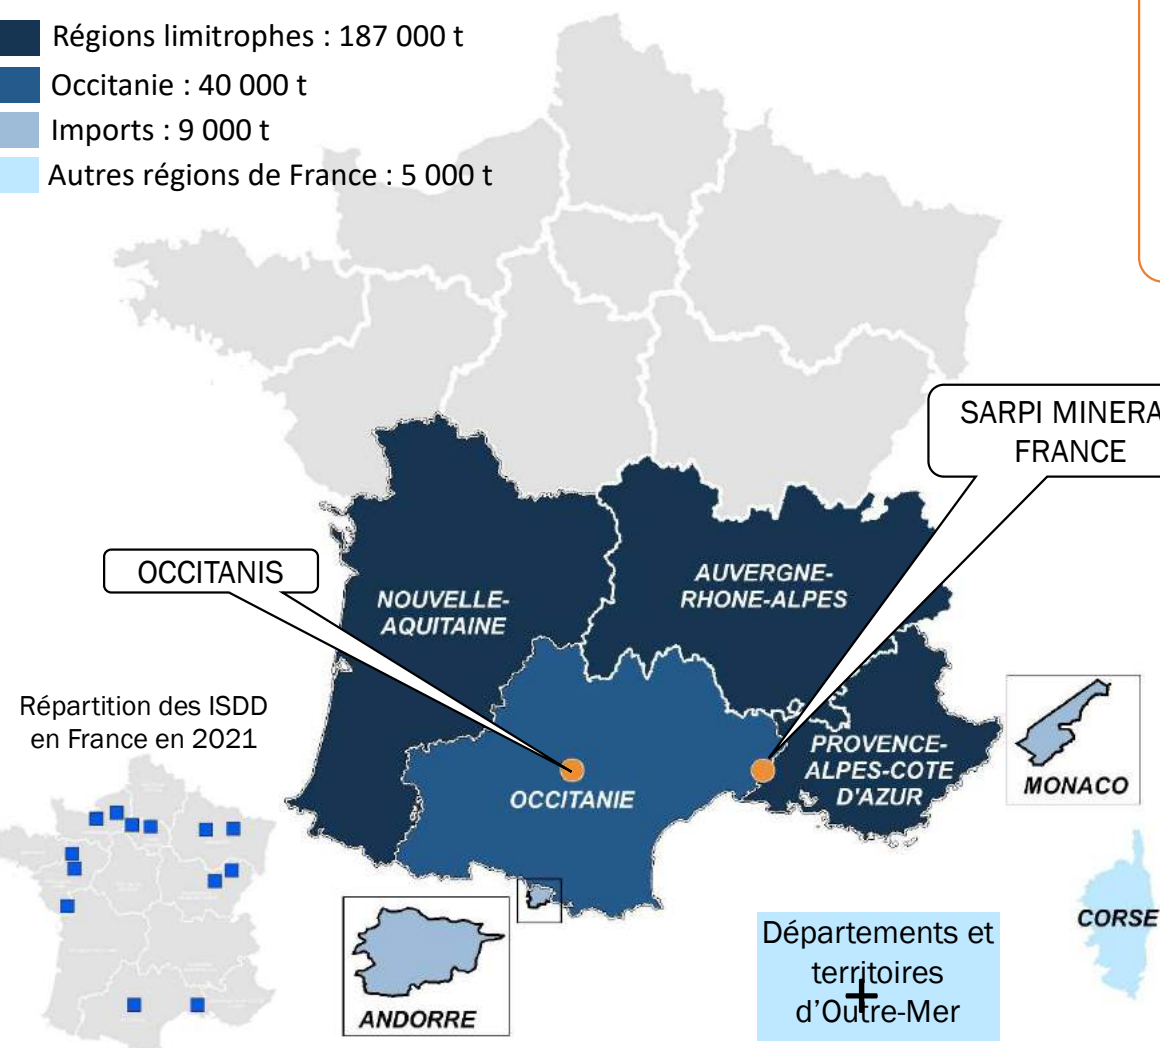 Régions limitrophes : 187 000 t
Occitanie : 40 000 t
Imports : 9 000 t
Autres régions de France : 5 000 t
SARPI MINERA
FRANCE
OCCITANIS
NOUVELLE-
AQUITAINE
AUVERGNE-
RHONE-ALPES
Répartition des ISDD
en France en 2021
PROVENCE-
ALPES-COTE
D'AZUR
OCCITANIE
MONACO
CORSE
Départements et
territoires
d'Outre-Mer
+
ANDORRE